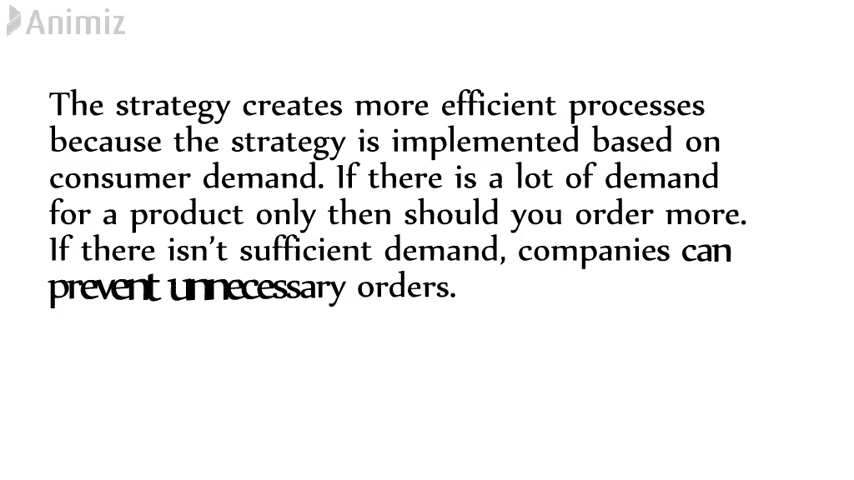 Animiz
The strategy creates more efficient processes
because the strategy is implemented based on
consumer demand. If there is a lot of demand
for a product only then should you order more.
If there isn't sufficient demand, companies can
prevent unnecessary orders.